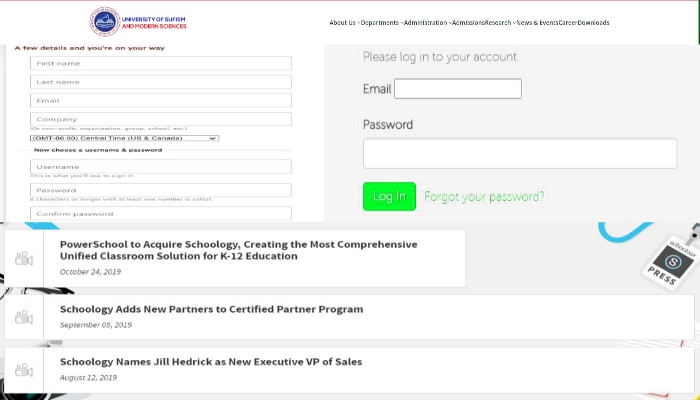 UNIVERSITY OF SUFISM
AND MODERN SCIENCES
About Us Departments Administration AdmissionsResearch News & EventsCareerDownloads
A few details and you're on your way
First name
Last name
Email
Company
(Or non-profit, organization, group, school, etc.)
(GMT-06:00) Central Time (US & Canada)
Now choose a username & password
Username
This is what you'll use to sign in.
Password
6 characters or longer with at least one number is safest.
Confirm password
Please log in to your account.
Email
Password
Log In Forgot your password?
PowerSchool to Acquire Schoology, Creating the Most Comprehensive
Unified Classroom Solution for K-12 Education
October 24, 2019
Schoology Adds New Partners to Certified Partner Program
September 05, 2019
Schoology Names Jill Hedrick as New Executive VP of Sales
August 12, 2019
schoology
S
PRESS